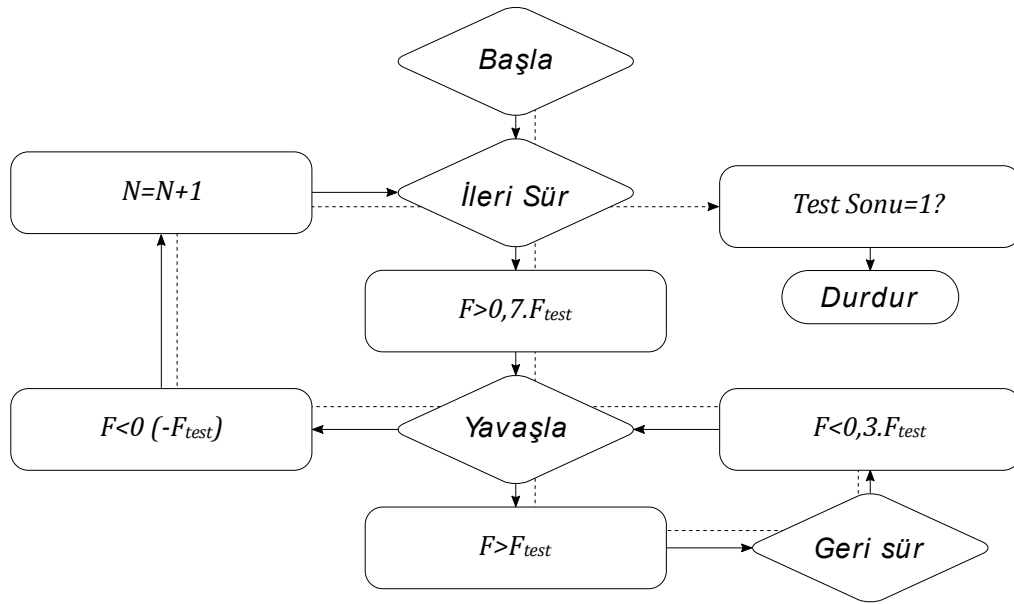 Başla
N=N+1
İleri Sür
Test Sonu=1?
F>0,7.Ftest
Durdur
F<0 (-Ftest)
Yavaşla
F<0,3.Ftest
F>Ftest
Geri sür